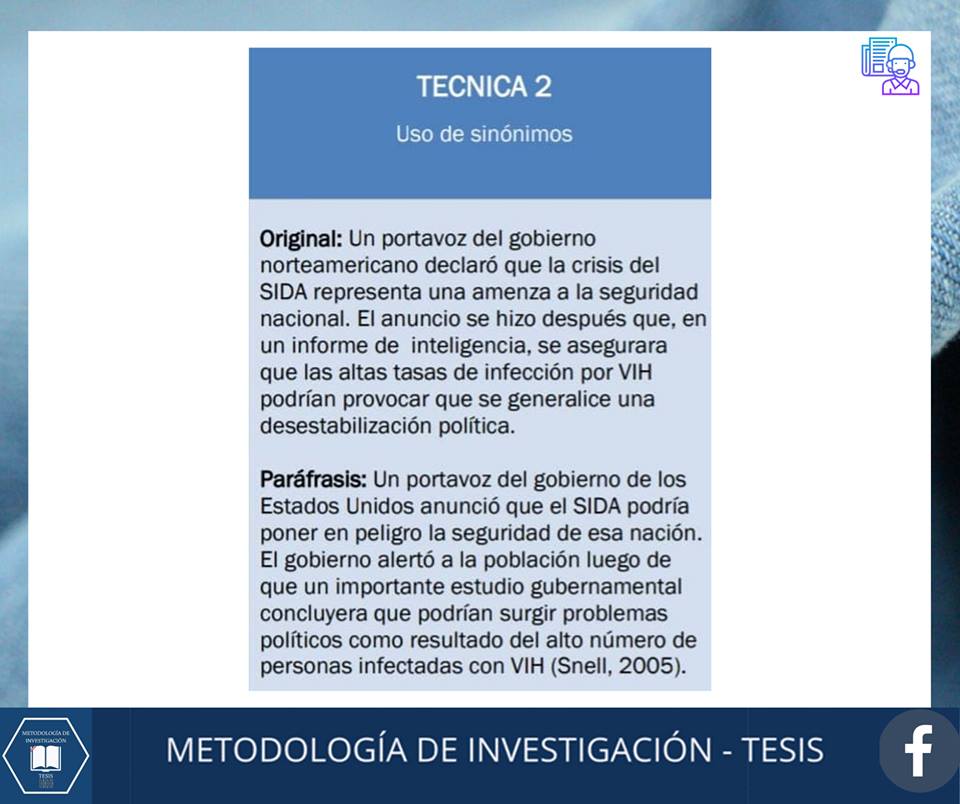 TECNICA 2
Uso de sinónimos
Original: Un portavoz del gobierno
norteamericano declaró que la crisis del
SIDA representa una amenza a la seguridad
nacional. El anuncio se hizo después que, en
un informe de inteligencia, se asegurara
que las altas tasas de infección por VIH
podrían provocar que se generalice una
desestabilización política.
Paráfrasis: Un portavoz del gobierno de los
Estados Unidos anunció que el SIDA podría
poner en peligro la seguridad de esa nación.
El gobierno alertó a la población luego de
que un importante estudio gubernamental
concluyera que podrían surgir problemas
políticos como resultado del alto número de
personas infectadas con VIH (Snell, 2005).
METODOLOGÍA DE
INVESTIGACIÓN
TESIS
METODOLOGÍA DE INVESTIGACIÓN - TESIS
f